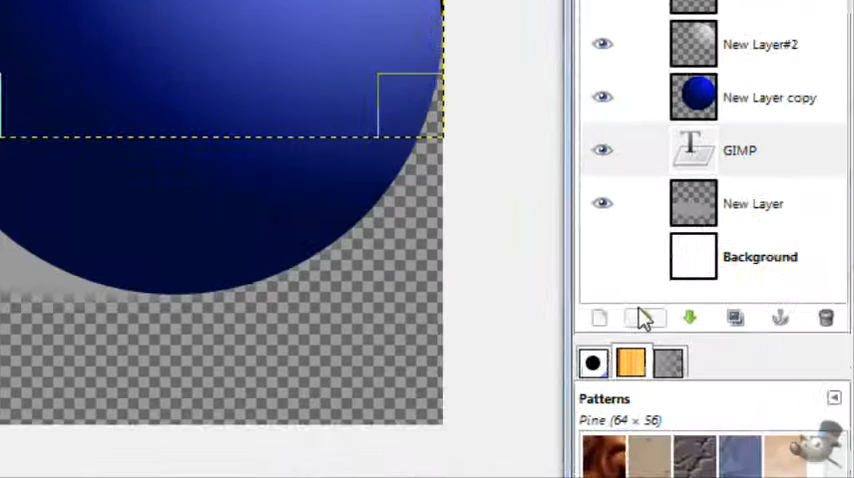 New Layer#2
New Layer copy
GIMP
New Layer
Background
Patterns
Pine (64 × 56)